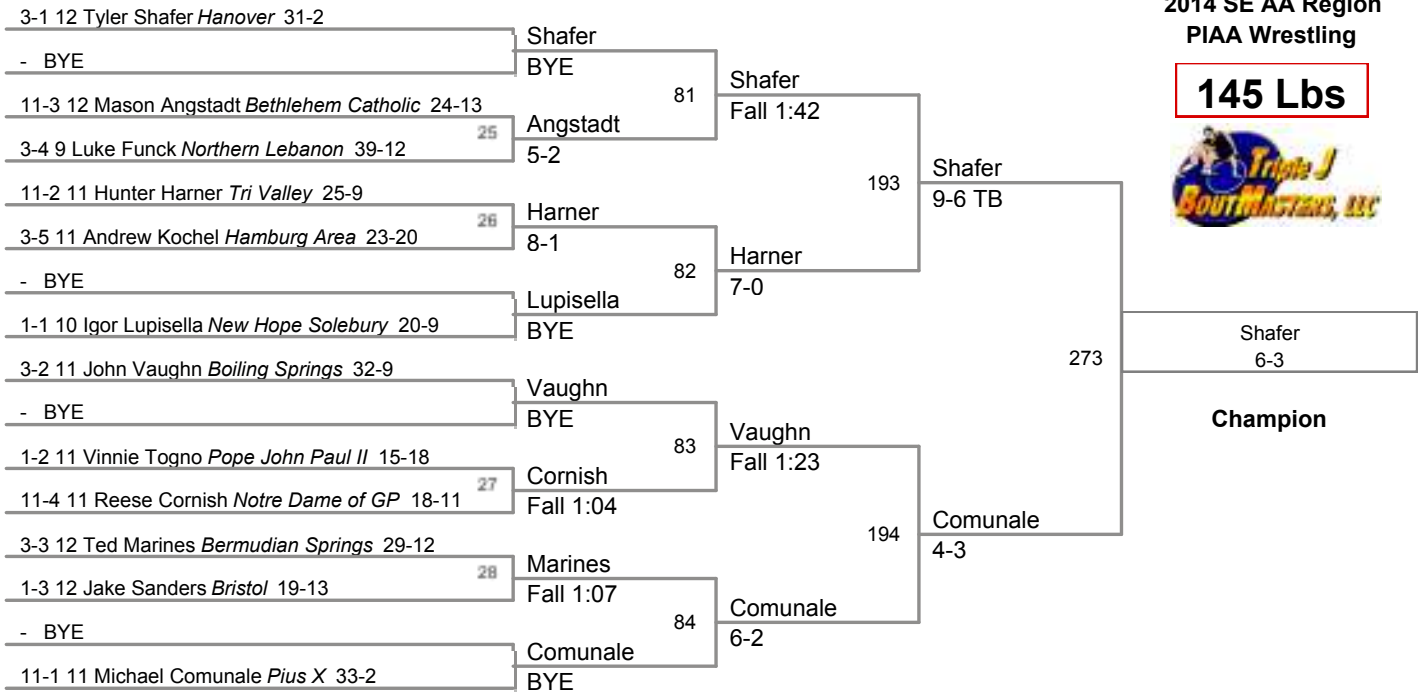 2014 SE AA Region
PIAA Wrestling
145 Lbs
Triple J
BoutMasters, LLC
3-1 12 Tyler Shafer Hanover 31-2
- BYE
11-3 12 Mason Angstadt Bethlehem Catholic 24-13
3-4 9 Luke Funck Northern Lebanon 39-12
11-2 11 Hunter Harner Tri Valley 25-9
3-5 11 Andrew Kochel Hamburg Area 23-20
- BYE
1-1 10 Igor Lupisella New Hope Solebury 20-9
3-2 11 John Vaughn Boiling Springs 32-9
- BYE
1-2 11 Vinnie Togno Pope John Paul II 15-18
11-4 11 Reese Cornish Notre Dame of GP 18-11
3-3 12 Ted Marines Bermudian Springs 29-12
1-3 12 Jake Sanders Bristol 19-13
- BYE
11-1 11 Michael Comunale Pius X 33-2
25
26
27
28
Shafer
BYE
Angstadt
5-2
Harner
8-1
Lupisella
BYE
Vaughn
BYE
Cornish
Fall 1:04
Marines
Fall 1:07
Comunale
BYE
81
82
83
84
Shafer
Fall 1:42
Harner
7-0
Vaughn
Fall 1:23
Comunale
6-2
193
194
Shafer
9-6 TB
Comunale
4-3
273
Shafer
6-3
Champion